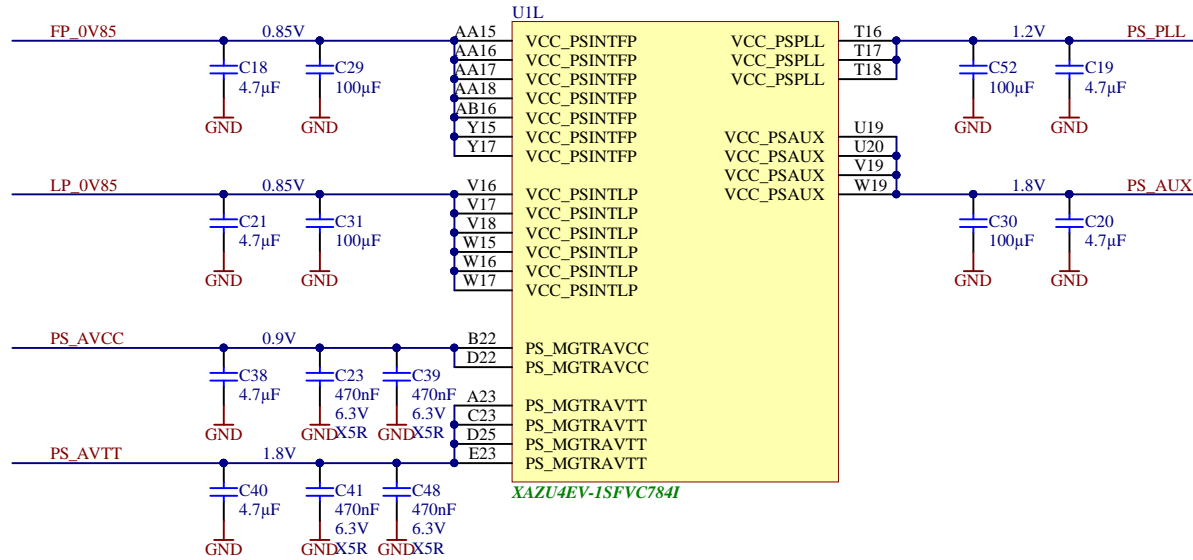 U1L
FP_0V85 0.85V AA15 VCC_PSINTFP VCC_PSPLL T16 1.2V PS_PLL
AA16 VCC_PSINTFP VCC_PSPLL T17
C18 C29 AA17 VCC_PSINTFP VCC_PSPLL T18 C52 C19
4.7µF 100µF AA18 VCC_PSINTFP 100µF 4.7µF
AB16 VCC_PSINTFP
GND GND Y15 VCC_PSINTFP VCC_PSAUX U19 GND GND
Y17 VCC_PSINTFP VCC_PSAUX U20
VCC_PSAUX V19
LP_0V85 0.85V V16 VCC_PSINTLP VCC_PSAUX W19 1.8V PS_AUX
V17 VCC_PSINTLP
C21 C31 V18 VCC_PSINTLP C30 C20
4.7µF 100µF W15 VCC_PSINTLP 100µF 4.7µF
W16 VCC_PSINTLP
GND GND W17 VCC_PSINTLP GND GND
PS_AVCC 0.9V B22 PS_MGTRAVCC
D22 PS_MGTRAVCC
C38 C23 C39
4.7µF 470nF 470nF
A23 PS_MGTRAVTT
6.3V 6.3V
C23 PS_MGTRAVTT
GND GND X5R GND X5R
D25 PS_MGTRAVTT
PS_AVTT 1.8V E23 PS_MGTRAVTT
C40 C41 C48 XAZU4EV-1SFVC784I
4.7µF 470nF 470nF
6.3V 6.3V
GND GND X5R GND X5R